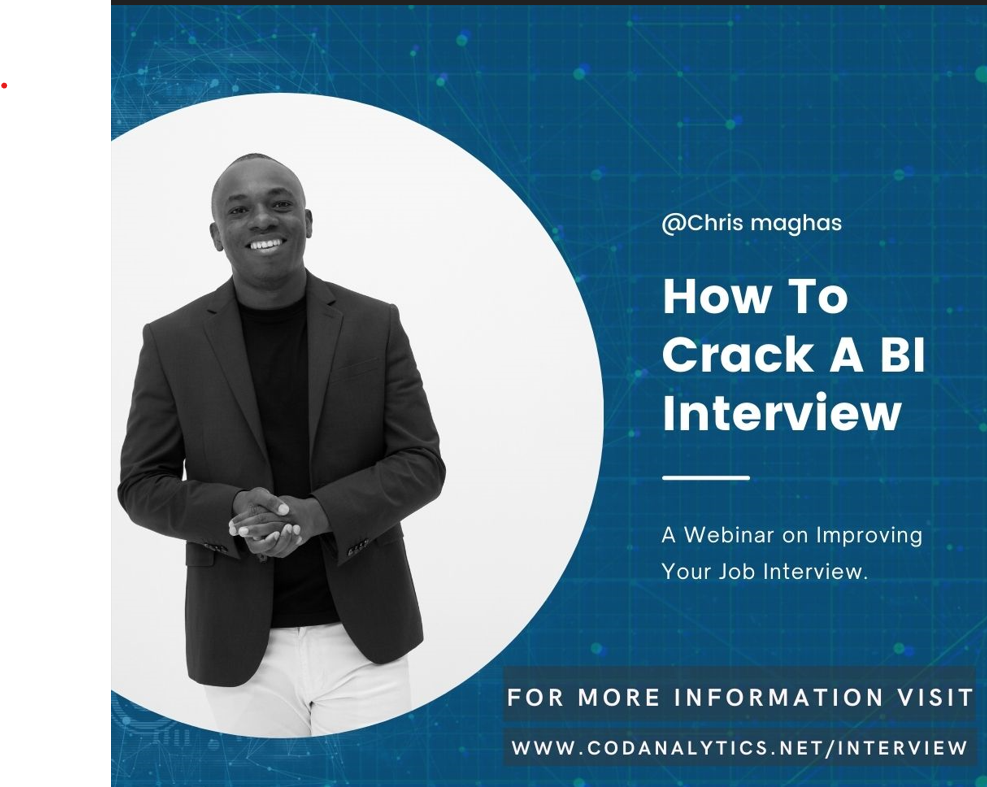 @Chris maghas
How To
Crack A BI
Interview
A Webinar on Improving
Your Job Interview.
FOR MORE INFORMATION VISIT
WWW.CODANALYTICS.NET/INTERVIEW